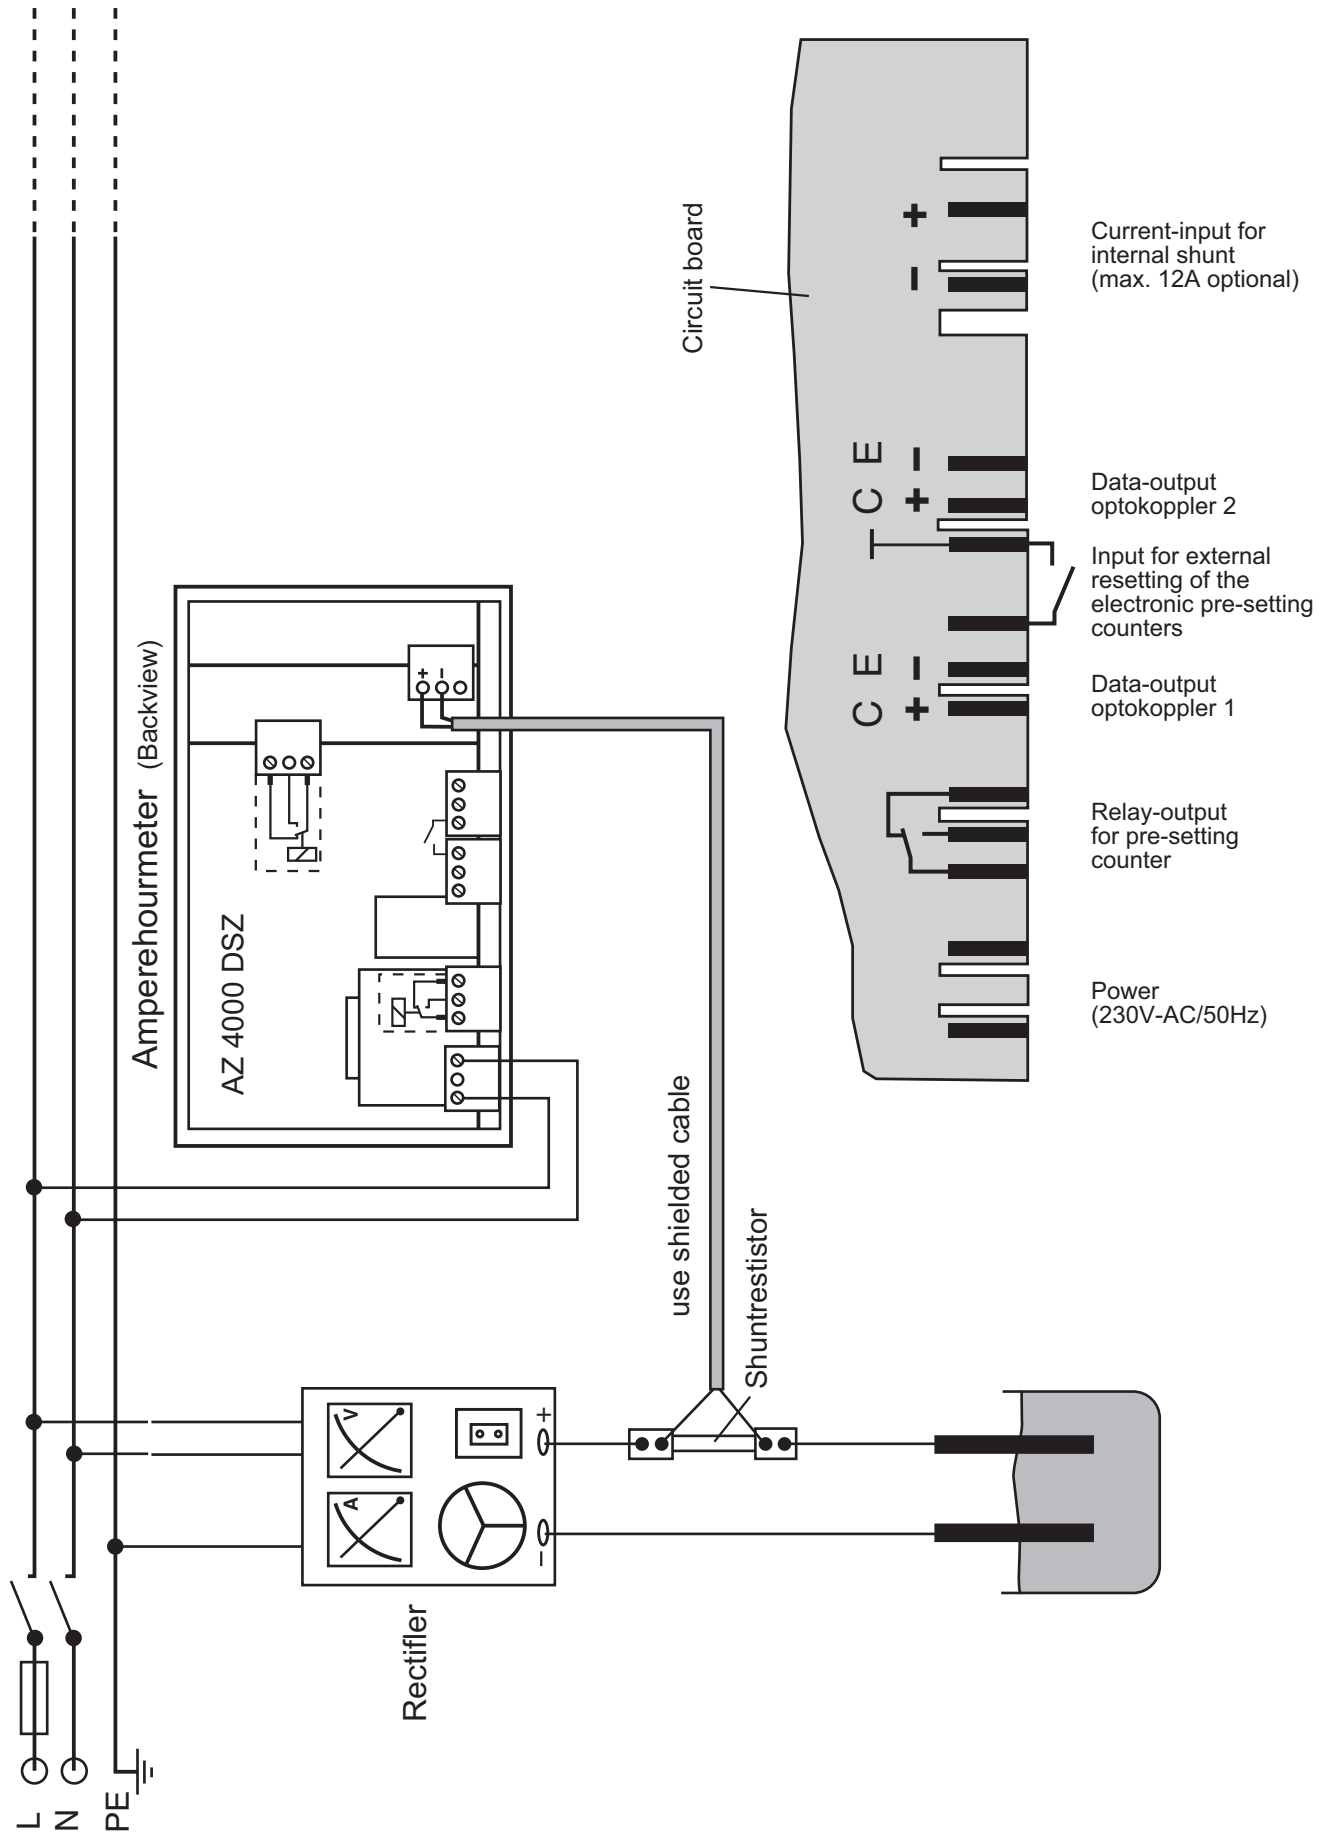 L
N
PE
Rectifler
A
V
−
+
Amperehourmeter (Backview)
AZ 4000 DSZ
+
−
use shielded cable
Shuntrestistor
Circuit board
+
−
Current-input for
internal shunt
(max. 12A optional)
C E
+ −
Data-output
optokoppler 2
Input for external
resetting of the
electronic pre-setting
counters
C E
+ −
Data-output
optokoppler 1
Relay-output
for pre-setting
counter
Power
(230V-AC/50Hz)